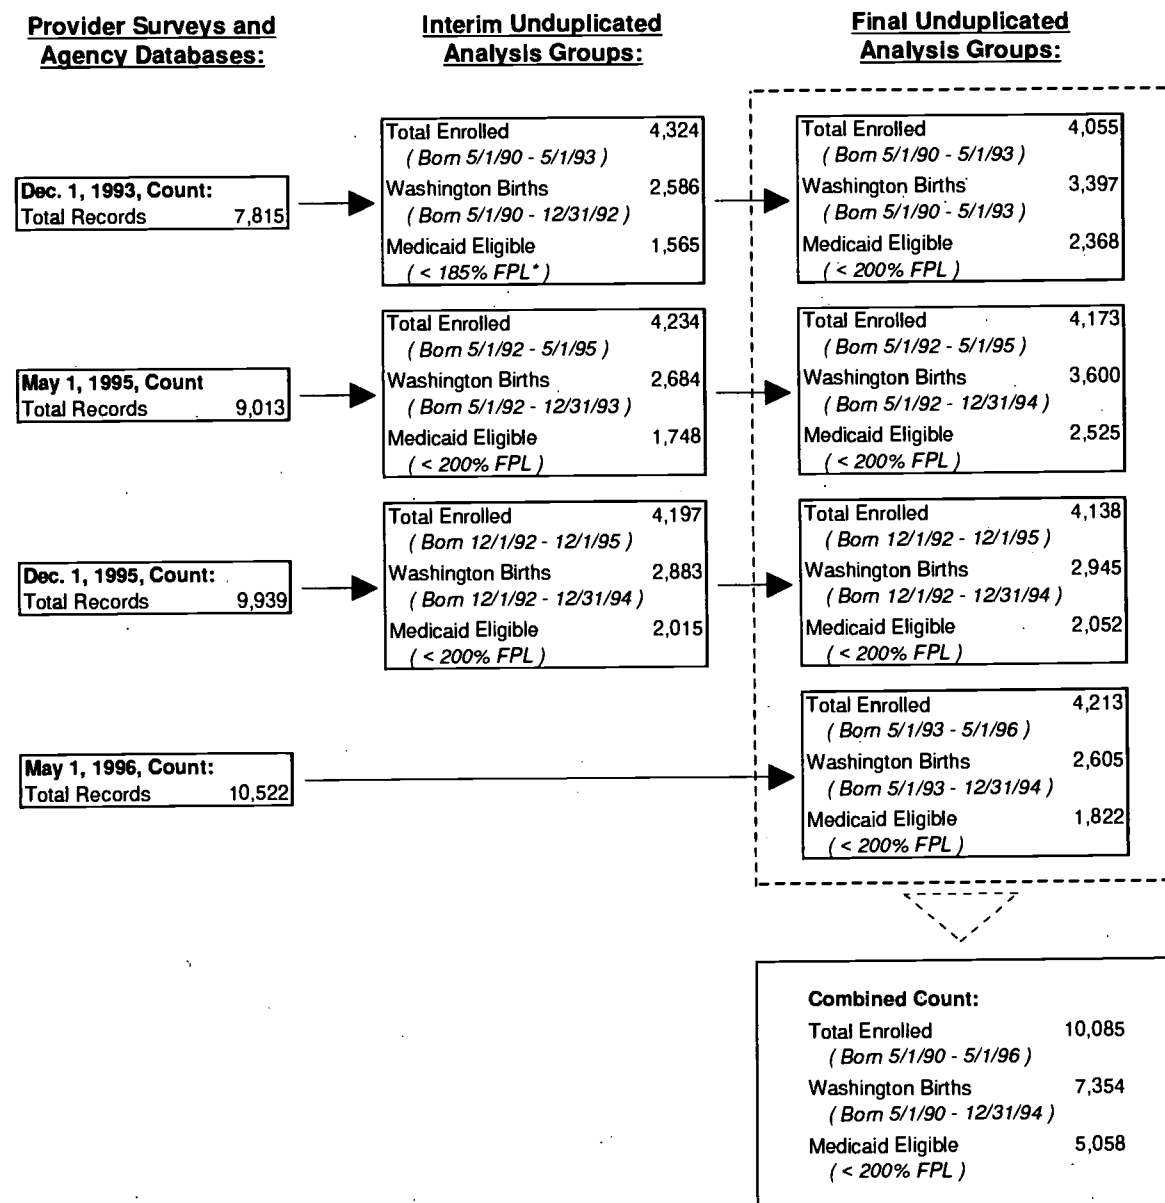 Provider Surveys and
Agency Databases:
Interim Unduplicated
Analysis Groups:
Final Unduplicated
Analysis Groups:
Dec. 1, 1993, Count:
Total Records 7,815
Total Enrolled 4,324
( Born 5/1/90 - 5/1/93 )
Washington Births 2,586
( Born 5/1/90 - 12/31/92 )
Medicaid Eligible 1,565
( < 185% FPL* )
Total Enrolled 4,055
( Born 5/1/90 - 5/1/93 )
Washington Births 3,397
( Born 5/1/90 - 5/1/93 )
Medicaid Eligible 2,368
( < 200% FPL )
May 1, 1995, Count
Total Records 9,013
Total Enrolled 4,234
( Born 5/1/92 - 5/1/95 )
Washington Births 2,684
( Born 5/1/92 - 12/31/93 )
Medicaid Eligible 1,748
( < 200% FPL )
Total Enrolled 4,173
( Born 5/1/92 - 5/1/95 )
Washington Births 3,600
( Born 5/1/92 - 12/31/94 )
Medicaid Eligible 2,525
( < 200% FPL )
Dec. 1, 1995, Count:
Total Records 9,939
Total Enrolled 4,197
( Born 12/1/92 - 12/1/95 )
Washington Births 2,883
( Born 12/1/92 - 12/31/94 )
Medicaid Eligible 2,015
( < 200% FPL )
Total Enrolled 4,138
( Born 12/1/92 - 12/1/95 )
Washington Births 2,945
( Born 12/1/92 - 12/31/94 )
Medicaid Eligible 2,052
( < 200% FPL )
May 1, 1996, Count:
Total Records 10,522
Total Enrolled 4,213
( Born 5/1/93 - 5/1/96 )
Washington Births 2,605
( Born 5/1/93 - 12/31/94 )
Medicaid Eligible 1,822
( < 200% FPL )
Combined Count:
Total Enrolled 10,085
( Born 5/1/90 - 5/1/96 )
Washington Births 7,354
( Born 5/1/90 - 12/31/94 )
Medicaid Eligible 5,058
( < 200% FPL )